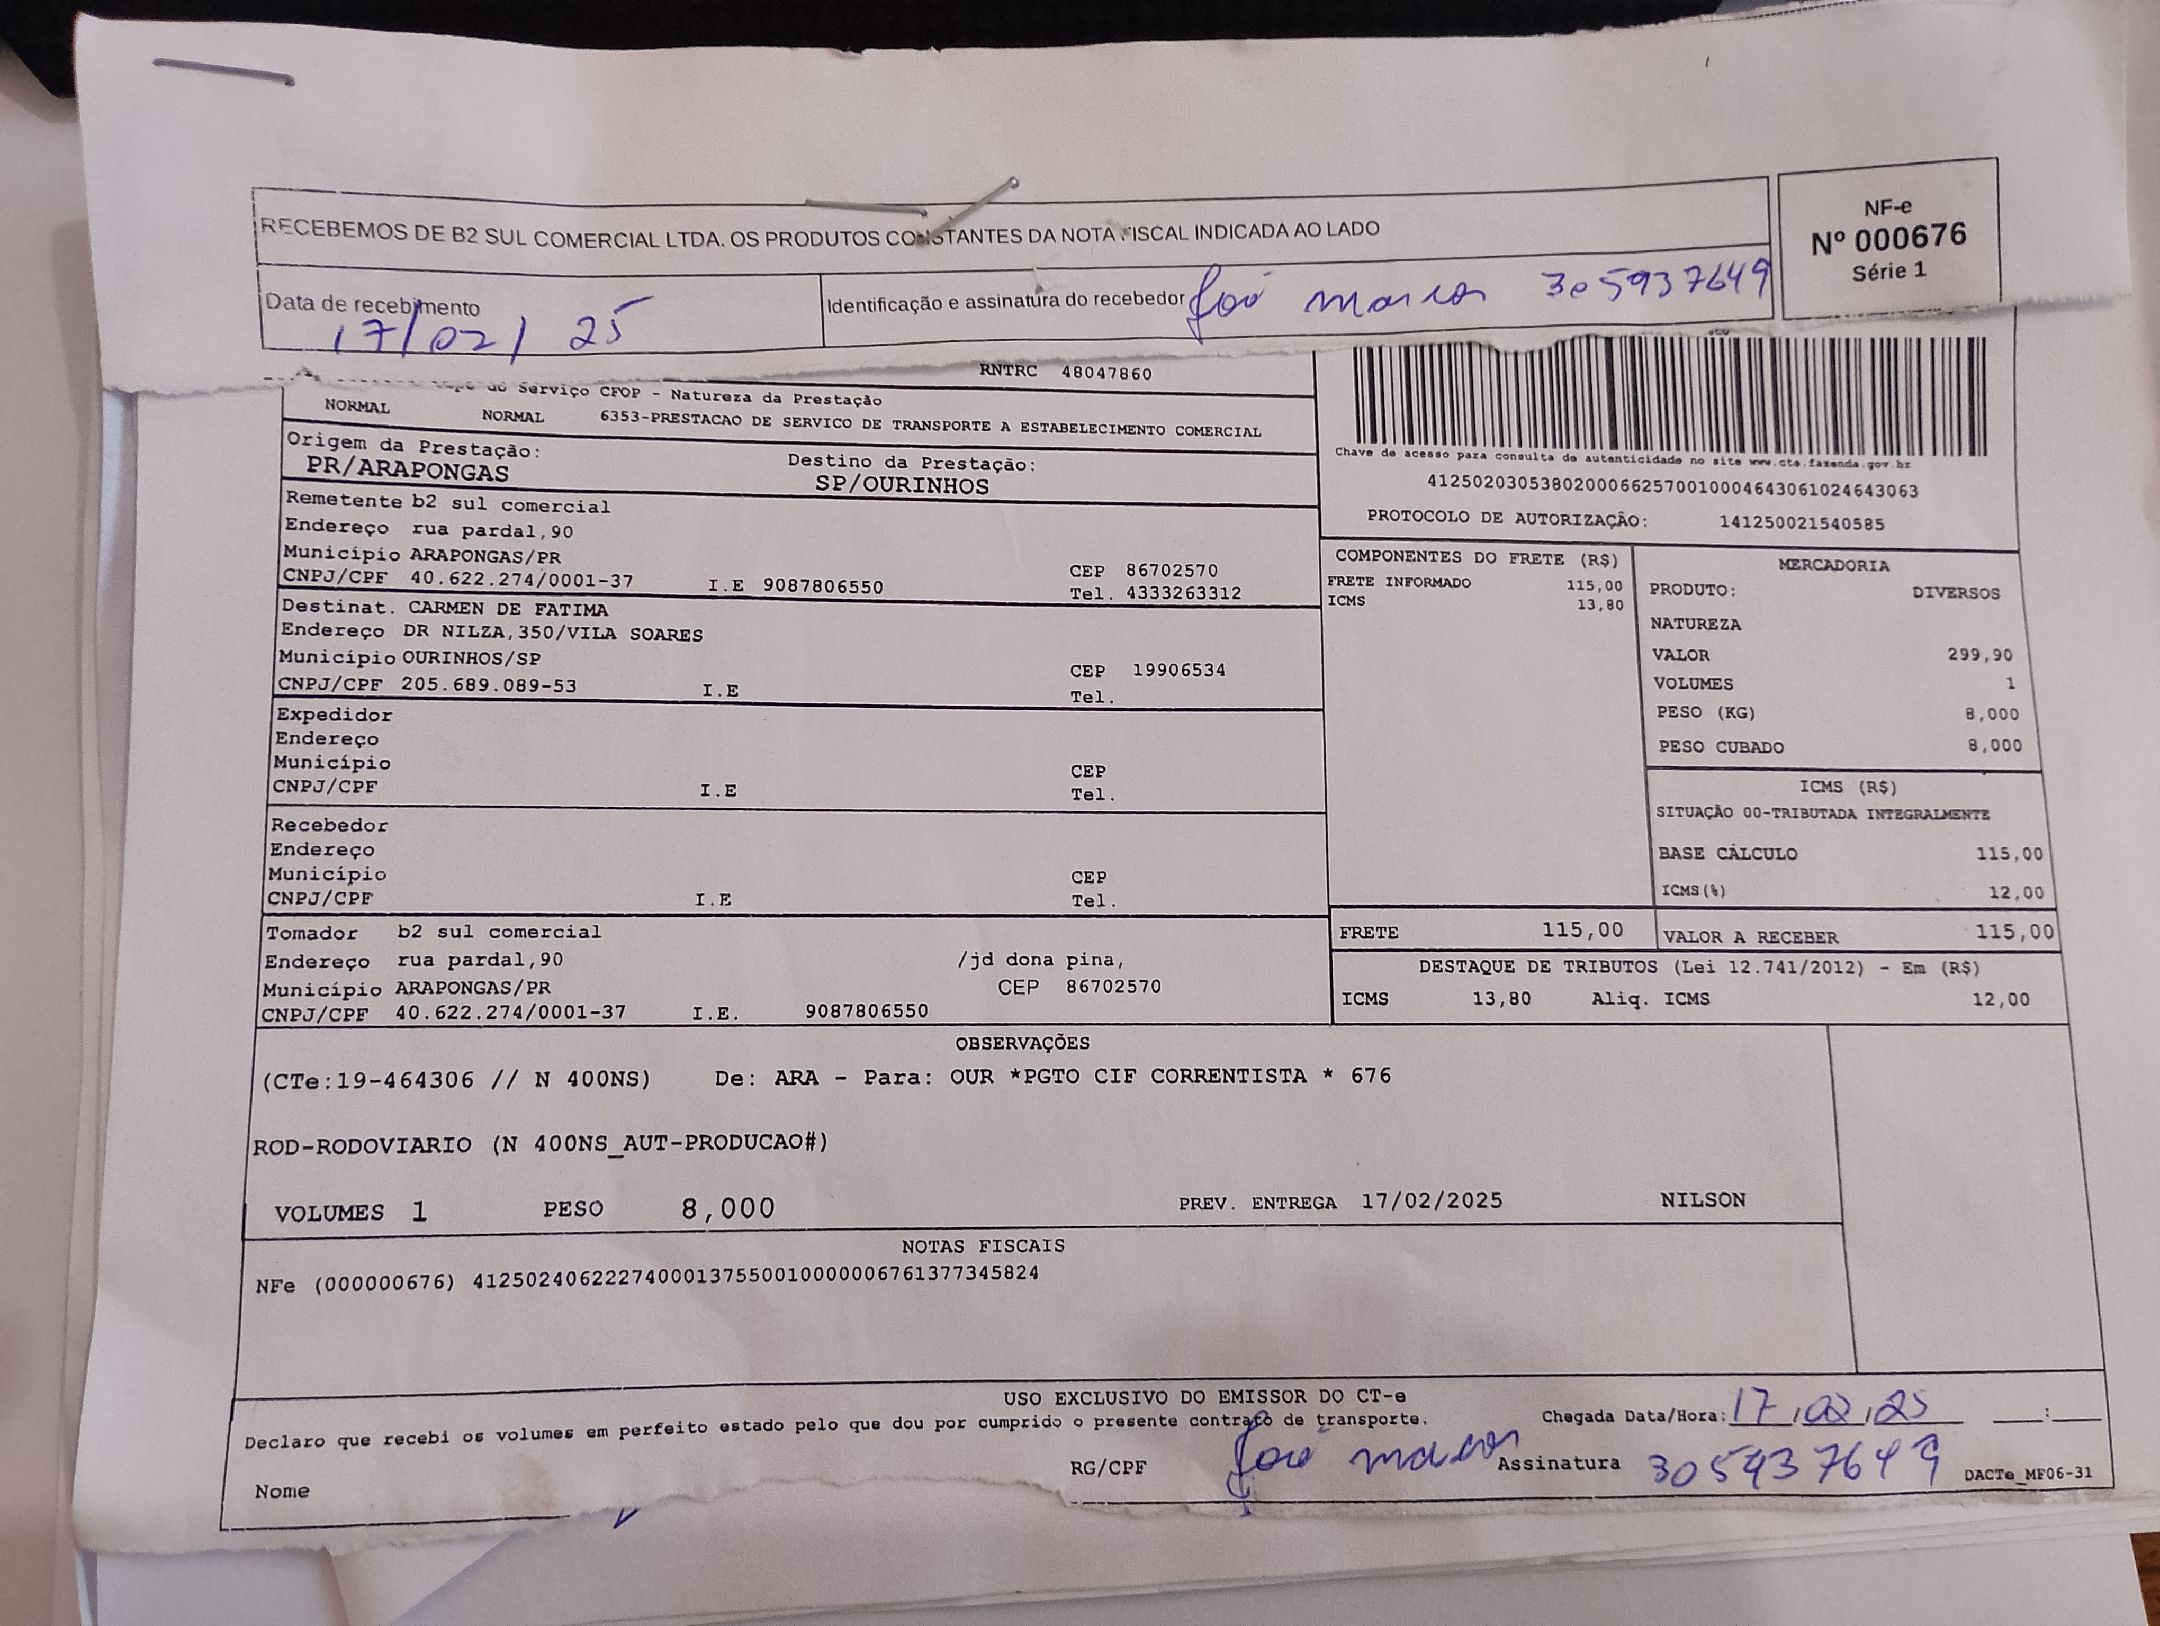 RECEBEMOS DE B2 SUL COMERCIAL LTDA. OS PRODUTOS CONSTANTES DA NOTA FISCAL INDICADA AO LADO
NF-e
Nº 000676
Série 1
Data de recebimento
17/02/25
Identificação e assinatura do recebedor João Marcos 305937649
RNTRC 48047860
do Serviço CFOP - Natureza da Prestação
NORMAL NORMAL 6353-PRESTACAO DE SERVICO DE TRANSPORTE A ESTABELECIMENTO COMERCIAL
Chave de acesso para consulta de autenticidade no site www.cte.fazenda.gov.br
41250203053802000662570010004643061024643063
PROTOCOLO DE AUTORIZAÇÃO: 141250021540585
Origem da Prestação:
PR/ARAPONGAS
Destino da Prestação:
SP/OURINHOS
Remetente b2 sul comercial
Endereço rua pardal,90
Município ARAPONGAS/PR CEP 86702570
CNPJ/CPF 40.622.274/0001-37 I.E 9087806550 Tel. 4333263312
Destinat. CARMEN DE FATIMA
Endereço DR NILZA,350/VILA SOARES
Município OURINHOS/SP CEP 19906534
CNPJ/CPF 205.689.089-53 I.E Tel.
Expedidor
Endereço
Município CEP
CNPJ/CPF I.E Tel.
Recebedor
Endereço
Município CEP
CNPJ/CPF I.E Tel.
Tomador b2 sul comercial
Endereço rua pardal,90 /jd dona pina,
Município ARAPONGAS/PR CEP 86702570
CNPJ/CPF 40.622.274/0001-37 I.E. 9087806550
COMPONENTES DO FRETE (R$)
FRETE INFORMADO 115,00
ICMS 13,80
MERCADORIA
PRODUTO: DIVERSOS
NATUREZA
VALOR 299,90
VOLUMES 1
PESO (KG) 8,000
PESO CUBADO 8,000
ICMS (R$)
SITUAÇÃO 00-TRIBUTADA INTEGRALMENTE
BASE CÁLCULO 115,00
ICMS(%) 12,00
FRETE 115,00 VALOR A RECEBER 115,00
DESTAQUE DE TRIBUTOS (Lei 12.741/2012) - Em (R$)
ICMS 13,80 Aliq. ICMS 12,00
OBSERVAÇÕES
(CTe:19-464306 // N 400NS) De: ARA - Para: OUR *PGTO CIF CORRENTISTA * 676
ROD-RODOVIARIO (N 400NS_AUT-PRODUCAO#)
VOLUMES 1 PESO 8,000 PREV. ENTREGA 17/02/2025 NILSON
NOTAS FISCAIS
NFe (000000676) 41250240622274000137550010000006761377345824
USO EXCLUSIVO DO EMISSOR DO CT-e
Declaro que recebi os volumes em perfeito estado pelo que dou por cumprido o presente contrato de transporte.
Chegada Data/Hora: 17/02/25 ___:___
Nome RG/CPF João Marcos Assinatura 305937649 DACTe_MF06-31